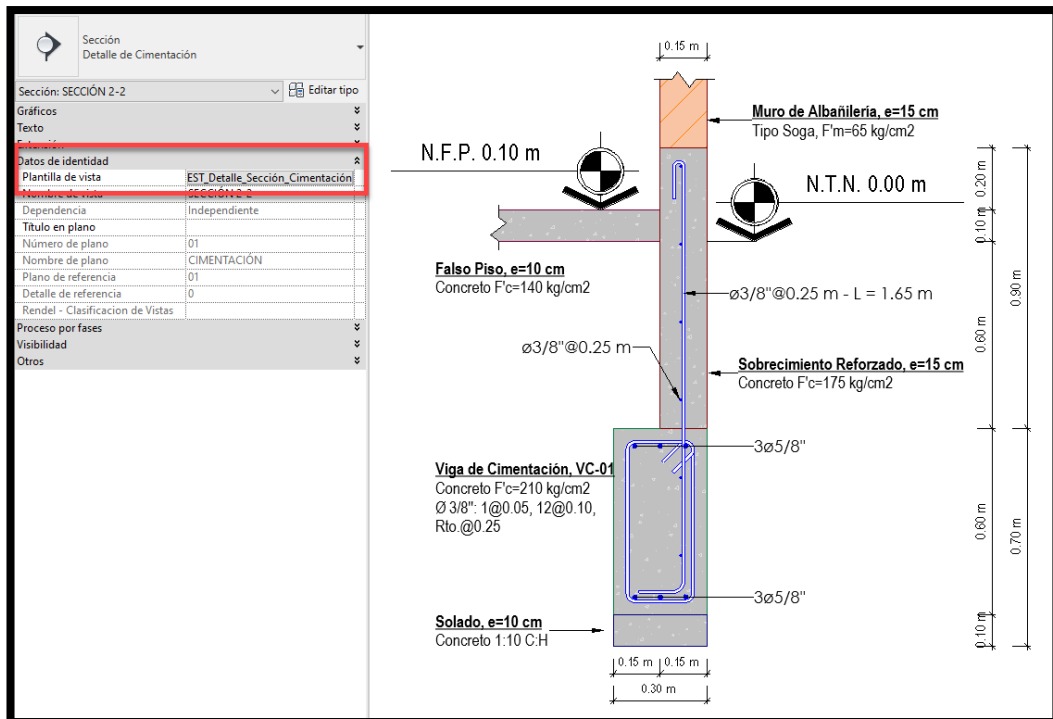 Sección
Detalle de Cimentación
Sección: SECCIÓN 2-2
Editar tipo
Gráficos
Texto
Datos de identidad
Plantilla de vista
EST_Detalle_Sección_Cimentación
Nombre de vista
SECCIÓN 2-2
Dependencia
Independiente
Título en plano
Número de plano
01
Nombre de plano
CIMENTACIÓN
Plano de referencia
01
Detalle de referencia
0
Rendel - Clasificacion de Vistas
Proceso por fases
Visibilidad
Otros
0.15 m
Muro de Albañilería, e=15 cm
Tipo Soga, F'm=65 kg/cm2
N.F.P. 0.10 m
N.T.N. 0.00 m
0.20 m
0.10 m
0.90 m
0.60 m
Falso Piso, e=10 cm
Concreto F'c=140 kg/cm2
ø3/8"@0.25 m - L = 1.65 m
ø3/8"@0.25 m
Sobrecimiento Reforzado, e=15 cm
Concreto F'c=175 kg/cm2
3ø5/8"
Viga de Cimentación, VC-01
Concreto F'c=210 kg/cm2
Ø 3/8": 1@0.05, 12@0.10,
Rto.@0.25
0.60 m
0.70 m
3ø5/8"
Solado, e=10 cm
Concreto 1:10 C:H
0.10 m
0.15 m
0.15 m
0.30 m